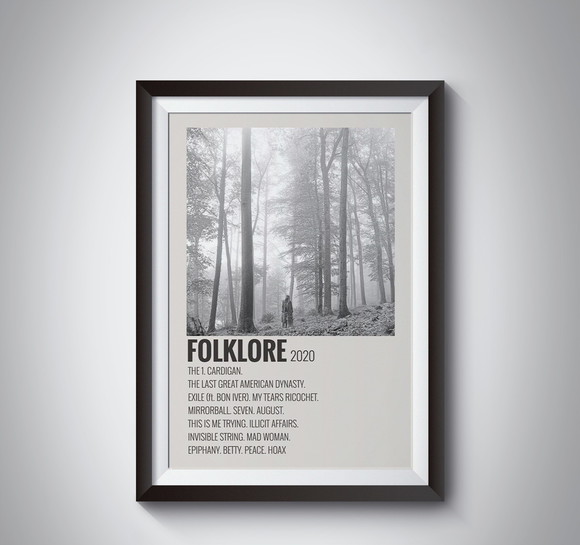 FOLKLORE 2020
THE 1. CARDIGAN.
THE LAST GREAT AMERICAN DYNASTY.
EXILE (ft. BON IVER). MY TEARS RICOCHET.
MIRRORBALL. SEVEN. AUGUST.
THIS IS ME TRYING. ILLICIT AFFAIRS.
INVISIBLE STRING. MAD WOMAN.
EPIPHANY. BETTY. PEACE. HOAX